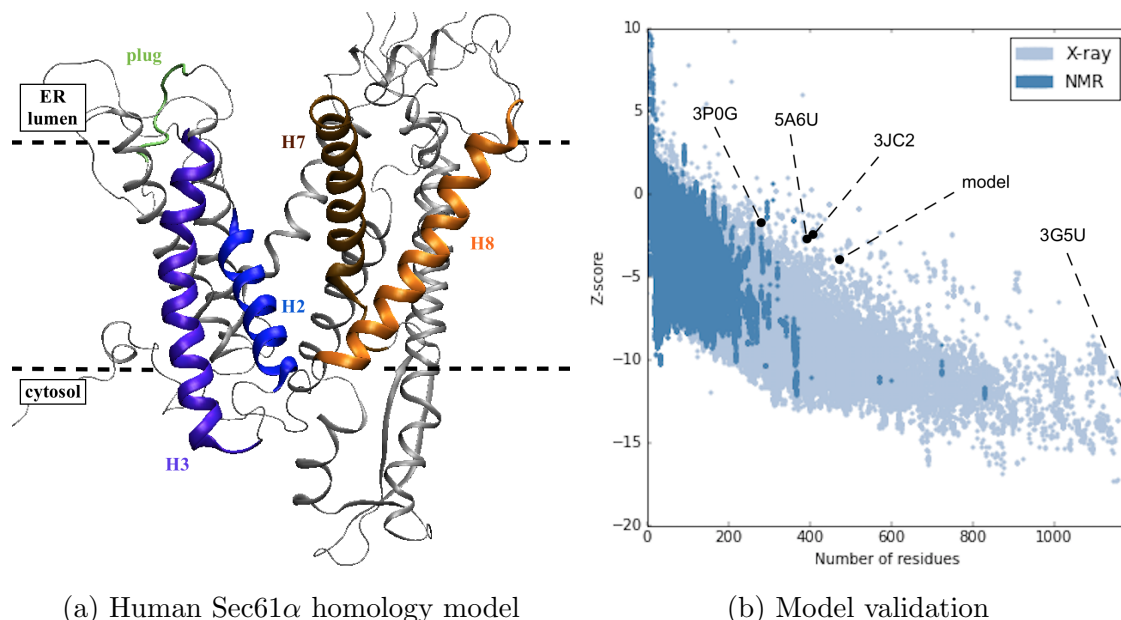 plug
ER
lumen
H7
H8
H2
cytosol
H3
(a) Human Sec61α homology model
10
5
0
−5
−10
−15
−20
Z-score
X-ray
NMR
3P0G
5A6U
3JC2
model
3G5U
0
200
400
600
800
1000
Number of residues
(b) Model validation